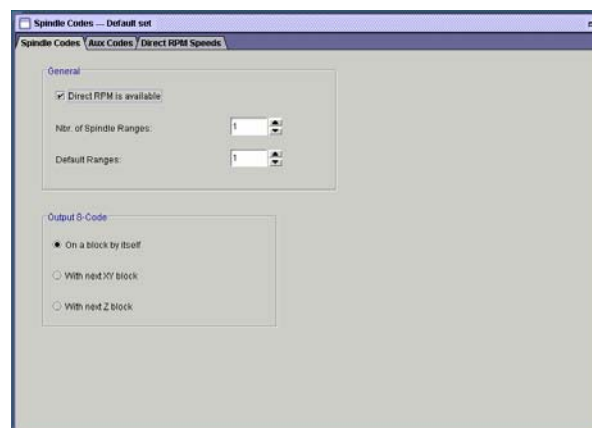 Spindle Codes — Default set
Spindle Codes Aux Codes Direct RPM Speeds
General
Direct RPM is available
Nbr. of Spindle Ranges: 1
Default Ranges: 1
Output S-Code
On a block by itself
With next XY block
With next Z block